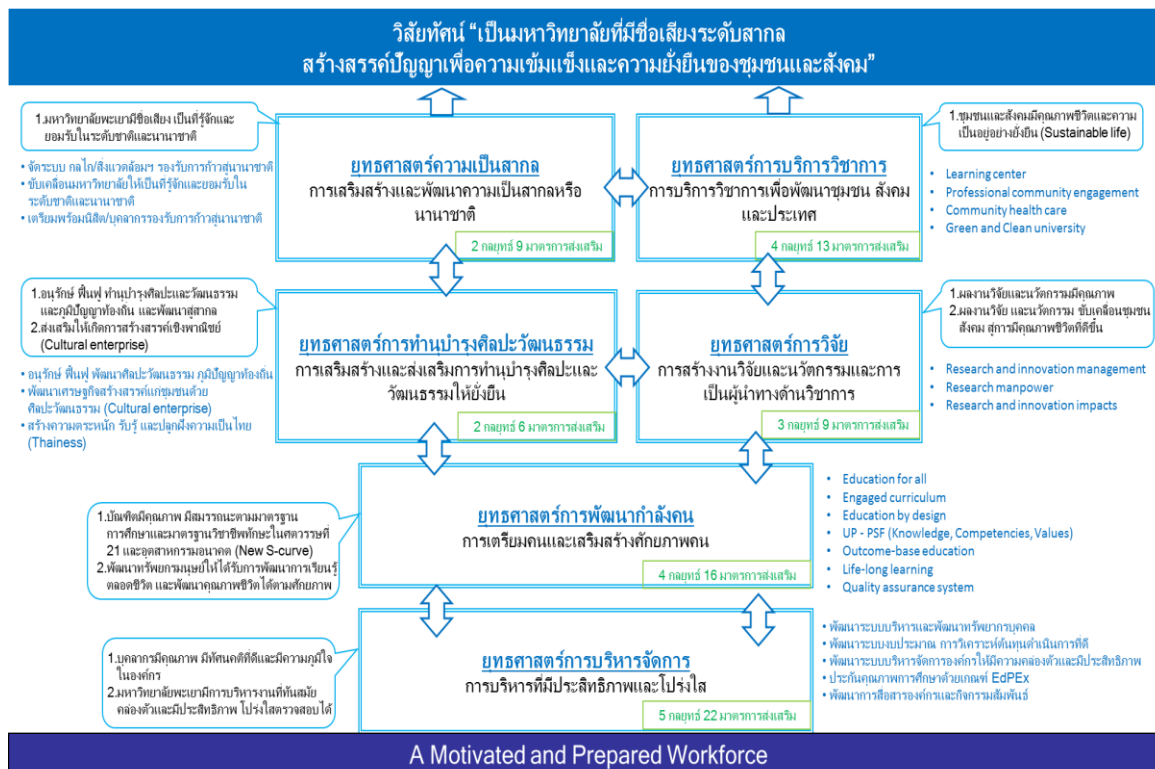 วิสัยทัศน์ “เป็นมหาวิทยาลัยที่มีชื่อเสียงระดับสากล
สร้างสรรค์ปัญญาเพื่อความเข้มแข็งและความยั่งยืนของชุมชนและสังคม”
1.มหาวิทยาลัยพะเยามีชื่อเสียง เป็นที่รู้จักและ
ยอมรับในระดับชาติและนานาชาติ
• จัดระบบ กลไก/สิ่งแวดล้อมฯ รองรับการก้าวสู่นานาชาติ
• ขับเคลื่อนมหาวิทยาลัยให้เป็นที่รู้จักและยอมรับใน
ระดับชาติและนานาชาติ
• เตรียมพร้อมนิสิต/บุคลากรรองรับการก้าวสู่นานาชาติ
ยุทธศาสตร์ความเป็นสากล
การเสริมสร้างและพัฒนาความเป็นสากลหรือ
นานาชาติ
2 กลยุทธ์ 9 มาตรการส่งเสริม
ยุทธศาสตร์การบริการวิชาการ
การบริการวิชาการเพื่อพัฒนาชุมชน สังคม
และประเทศ
4 กลยุทธ์ 13 มาตรการส่งเสริม
1.ชุมชนและสังคมมีคุณภาพชีวิตและความ
เป็นอยู่อย่างยั่งยืน (Sustainable life)
• Learning center
• Professional community engagement
• Community health care
• Green and Clean university
1.อนุรักษ์ ฟื้นฟู ทำนุบำรุงศิลปะและวัฒนธรรม
และภูมิปัญญาท้องถิ่น และพัฒนาสู่สากล
2.ส่งเสริมให้เกิดการสร้างสรรค์เชิงพาณิชย์
(Cultural enterprise)
• อนุรักษ์ ฟื้นฟู พัฒนาศิลปะวัฒนธรรม ภูมิปัญญาท้องถิ่น
• พัฒนาเศรษฐกิจสร้างสรรค์แก่ชุมชนด้วย
ศิลปะวัฒนธรรม (Cultural enterprise)
• สร้างความตระหนัก รับรู้ และปลูกฝังความเป็นไทย
(Thainess)
ยุทธศาสตร์การทำนุบำรุงศิลปะวัฒนธรรม
การเสริมสร้างและส่งเสริมการทำนุบำรุงศิลปะและ
วัฒนธรรมให้ยั่งยืน
2 กลยุทธ์ 6 มาตรการส่งเสริม
ยุทธศาสตร์การวิจัย
การสร้างงานวิจัยและนวัตกรรมและการ
เป็นผู้นำทางด้านวิชาการ
3 กลยุทธ์ 9 มาตรการส่งเสริม
1.ผลงานวิจัยและนวัตกรรมมีคุณภาพ
2.ผลงานวิจัย และนวัตกรรม ขับเคลื่อนชุมชน
สังคม สู่การมีคุณภาพชีวิตที่ดีขึ้น
• Research and innovation management
• Research manpower
• Research and innovation impacts
1.บัณฑิตมีคุณภาพ มีสมรรถนะตามมาตรฐาน
การศึกษาและมาตรฐานวิชาชีพทักษะในศตวรรษที่
21 และอุตสาหกรรมอนาคต (New S-curve)
2.พัฒนาทรัพยกรมนุษย์ให้ได้รับการพัฒนาการเรียนรู้
ตลอดชีวิต และพัฒนาคุณภาพชีวิตได้ตามศักยภาพ
ยุทธศาสตร์การพัฒนากำลังคน
การเตรียมคนและเสริมสร้างศักยภาพคน
4 กลยุทธ์ 16 มาตรการส่งเสริม
• Education for all
• Engaged curriculum
• Education by design
• UP - PSF (Knowledge, Competencies, Values)
• Outcome-base education
• Life-long learning
• Quality assurance system
1.บุคลากรมีคุณภาพ มีทัศนคติที่ดีและมีความภูมิใจ
ในองค์กร
2.มหาวิทยาลัยพะเยามีการบริหารงานที่ทันสมัย
คล่องตัวและมีประสิทธิภาพ โปร่งใสตรวจสอบได้
ยุทธศาสตร์การบริหารจัดการ
การบริหารที่มีประสิทธิภาพและโปร่งใส
5 กลยุทธ์ 22 มาตรการส่งเสริม
• พัฒนาระบบบริหารและพัฒนาทรัพยากรบุคคล
• พัฒนาระบบงบประมาณ การวิเคราะห์ต้นทุนดำเนินการที่ดี
• พัฒนาระบบบริหารจัดการองค์กรให้มีความคล่องตัวและมีประสิทธิภาพ
• ประกันคุณภาพการศึกษาด้วยเกณฑ์ EdPEx
• พัฒนาการสื่อสารองค์กรและกิจกรรมสัมพันธ์
A Motivated and Prepared Workforce